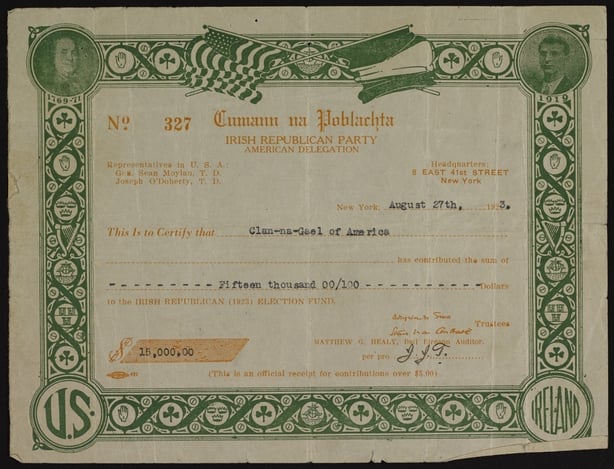 1769-71
1919
Nº 327 Cumann na Poblachta
IRISH REPUBLICAN PARTY
AMERICAN DELEGATION
Representatives in U. S. A.:
Gen. Sean Moylan, T. D.
Joseph O'Doherty, T. D.
Headquarters:
8 EAST 41st STREET
New York
New York, August 27th, 1923.
This Is to Certify that Clan-na-Gael of America
has contributed the sum of
- - - - - - - - - - Fifteen thousand 00/100 - - - - - - - - - - - Dollars
to the IRISH REPUBLICAN (1923) ELECTION FUND.
Trustees
MATTHEW G. HEALY, Auditor.
$ 15,000.00
per pro J.J.T.
(This is an official receipt for contributions over $5.00)
U.S.
IRELAND